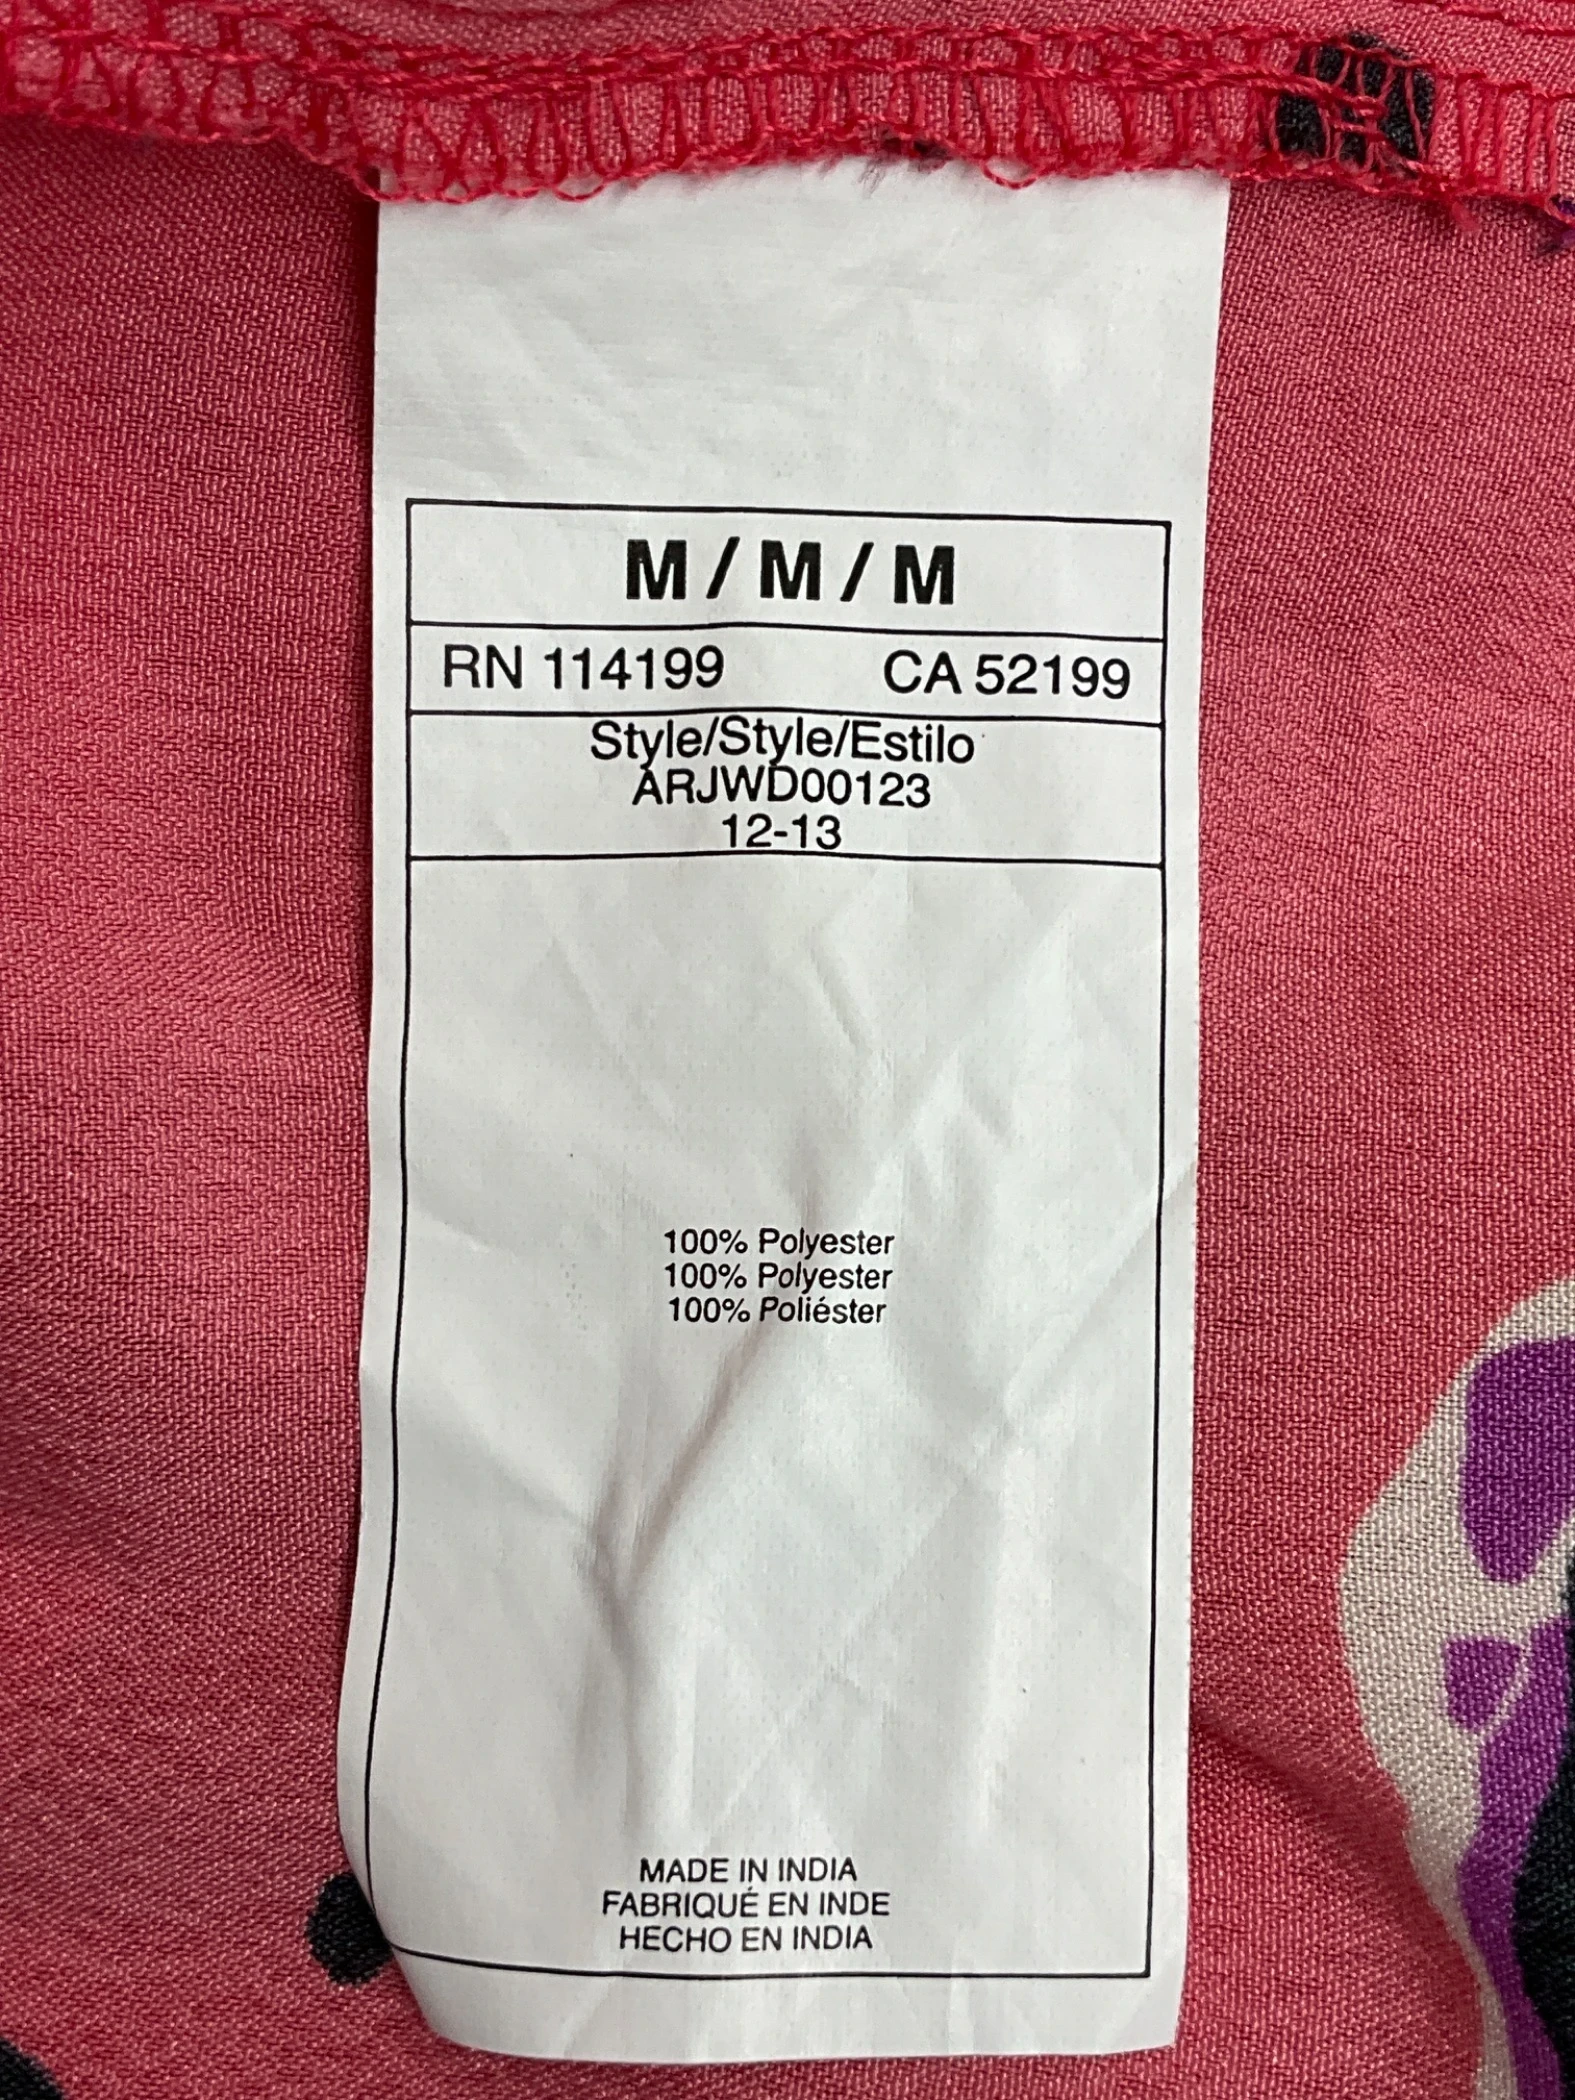 M / M / M
RN 114199 CA 52199
Style/Style/Estilo
ARJWD00123
12-13
100% Polyester
100% Polyester
100% Poliéster
MADE IN INDIA
FABRIQUÉ EN INDE
HECHO EN INDIA